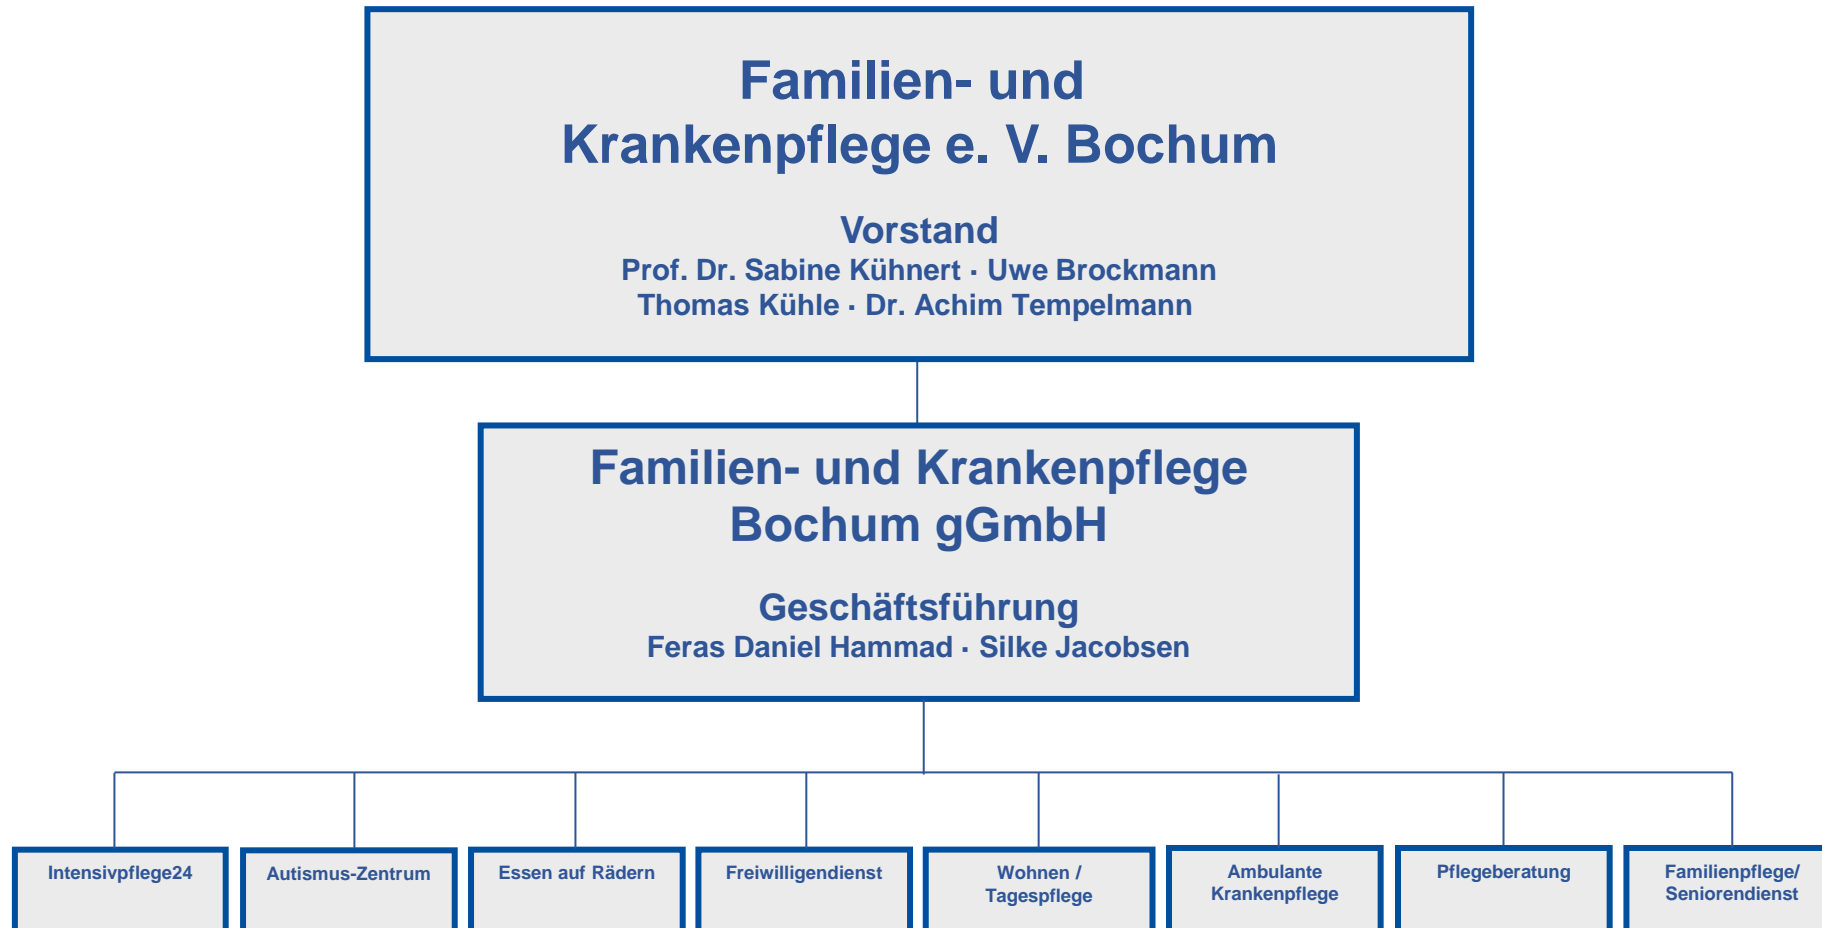 Familien- und
Krankenpflege e. V. Bochum
Vorstand
Prof. Dr. Sabine Kühnert · Uwe Brockmann
Thomas Kühle · Dr. Achim Tempelmann
Familien- und Krankenpflege
Bochum gGmbH
Geschäftsführung
Feras Daniel Hammad · Silke Jacobsen
Intensivpflege24
Autismus-Zentrum
Essen auf Rädern
Freiwilligendienst
Wohnen /
Tagespflege
Ambulante
Krankenpflege
Pflegeberatung
Familienpflege/
Seniorendienst